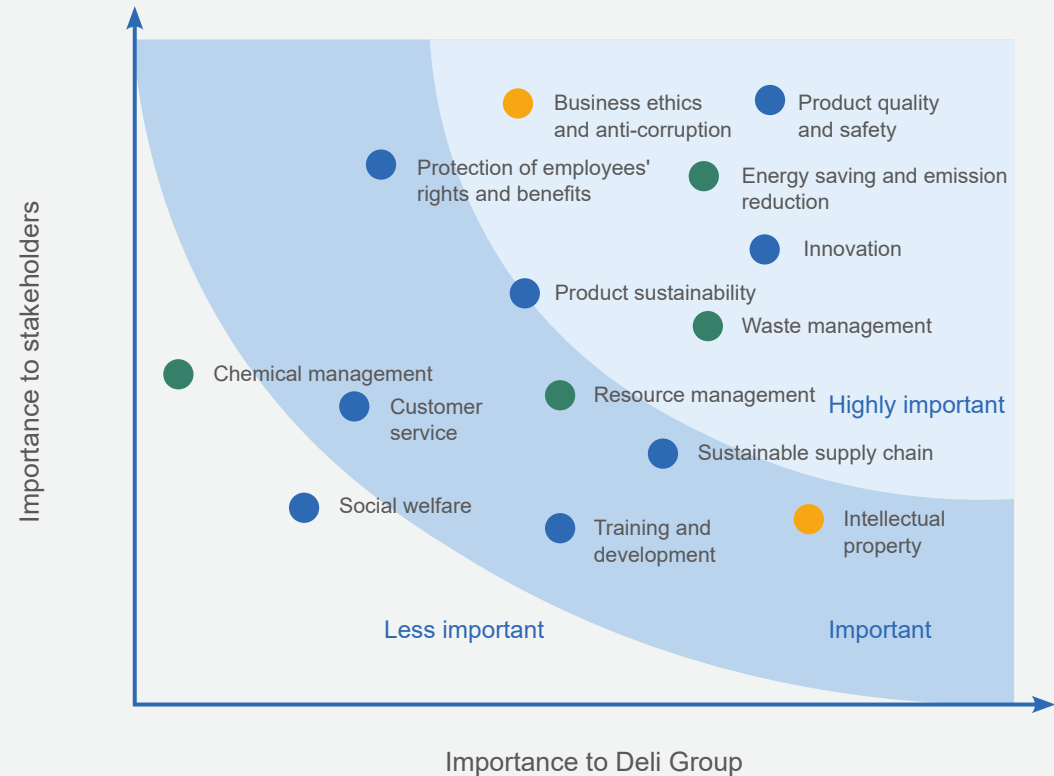 Importance to stakeholders
Business ethics
and anti-corruption
Product quality
and safety
Protection of employees'
rights and benefits
Energy saving and emission
reduction
Innovation
Product sustainability
Waste management
Chemical management
Customer
service
Resource management
Highly important
Sustainable supply chain
Social welfare
Training and
development
Intellectual
property
Less important
Important
Importance to Deli Group